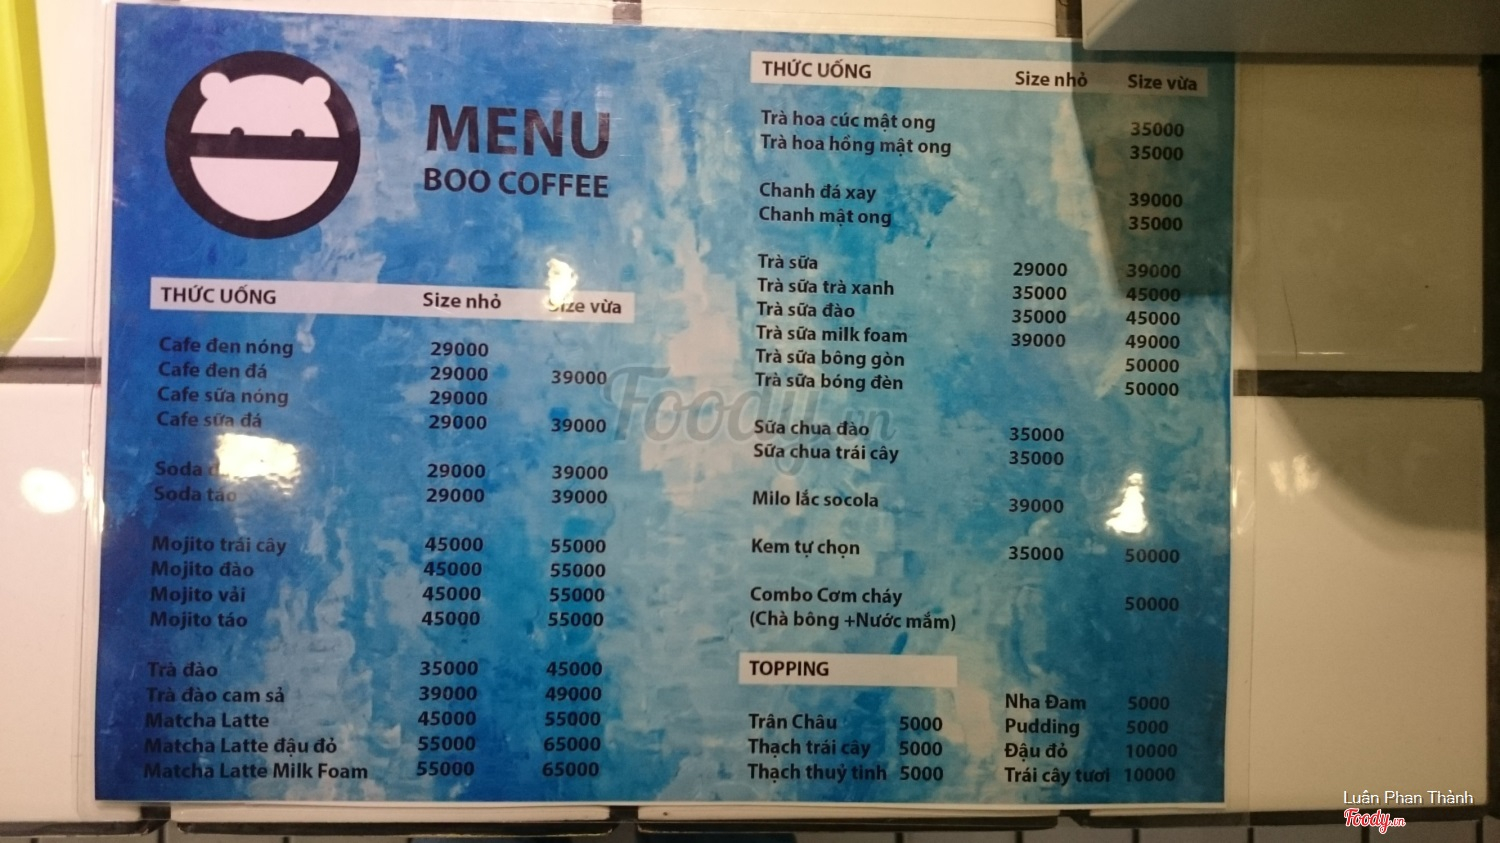 MENU
BOO COFFEE
THỨC UỐNG Size nhỏ Size vừa
Cafe đen nóng 29000
Cafe đen đá 29000 39000
Cafe sữa nóng 29000
Cafe sữa đá 29000 39000
Soda 29000 39000
Soda táo 29000 39000
Mojito trái cây 45000 55000
Mojito đào 45000 55000
Mojito vải 45000 55000
Mojito táo 45000 55000
Trà đào 35000 45000
Trà đào cam sả 39000 49000
Matcha Latte 45000 55000
Matcha Latte đậu đỏ 55000 65000
Matcha Latte Milk Foam 55000 65000
THỨC UỐNG Size nhỏ Size vừa
Trà hoa cúc mật ong 35000
Trà hoa hồng mật ong 35000
Chanh đá xay 39000
Chanh mật ong 35000
Trà sữa 29000 39000
Trà sữa trà xanh 35000 45000
Trà sữa đào 35000 45000
Trà sữa milk foam 39000 49000
Trà sữa bông gòn 50000
Trà sữa bóng đèn 50000
Sữa chua đào 35000
Sữa chua trái cây 35000
Milo lắc socola 39000
Kem tự chọn 35000 50000
Combo Cơm cháy 50000
(Chà bông +Nước mắm)
TOPPING
Trân Châu 5000
Thạch trái cây 5000
Thạch thuỷ tinh 5000
Nha Đam 5000
Pudding 5000
Đậu đỏ 10000
Trái cây tươi 10000
Foody.vn
Luân Phan Thành
Foody.vn